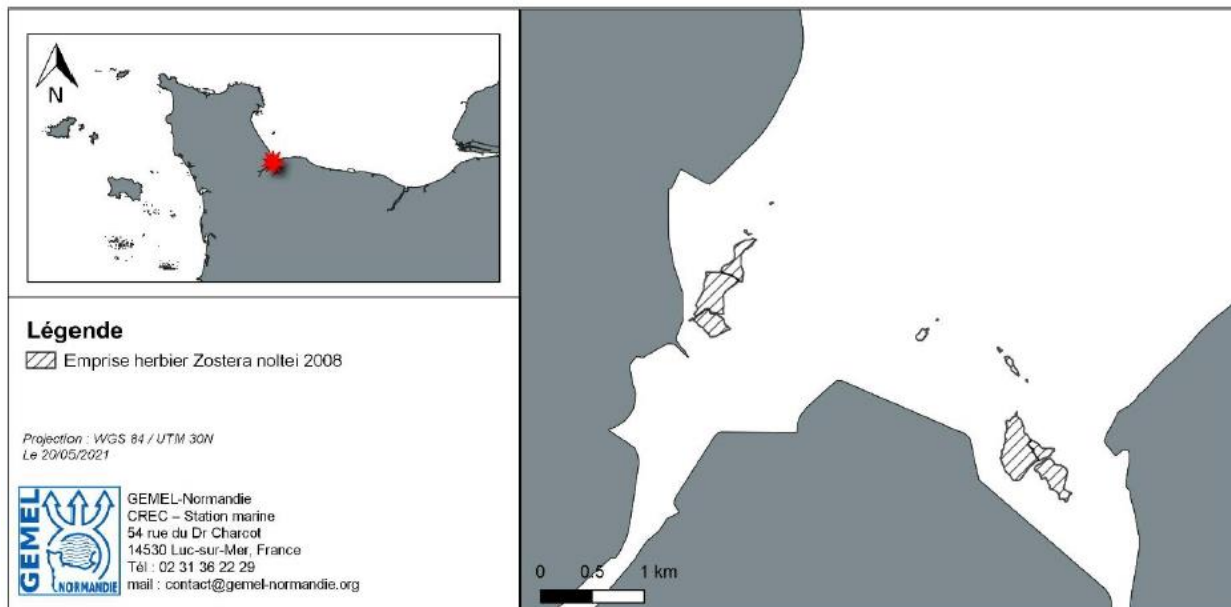 N
Légende
Emprise herbier Zostera noltei 2008
Projection : WGS 84 / UTM 30N
Le 20/05/2021
GEMEL
NORMANDIE
GEMEL-Normandie
CREC – Station marine
54 rue du Dr Charcot
14530 Luc-sur-Mer, France
Tél : 02 31 36 22 29
mail : contact@gemel-normandie.org
0 0.5 1 km